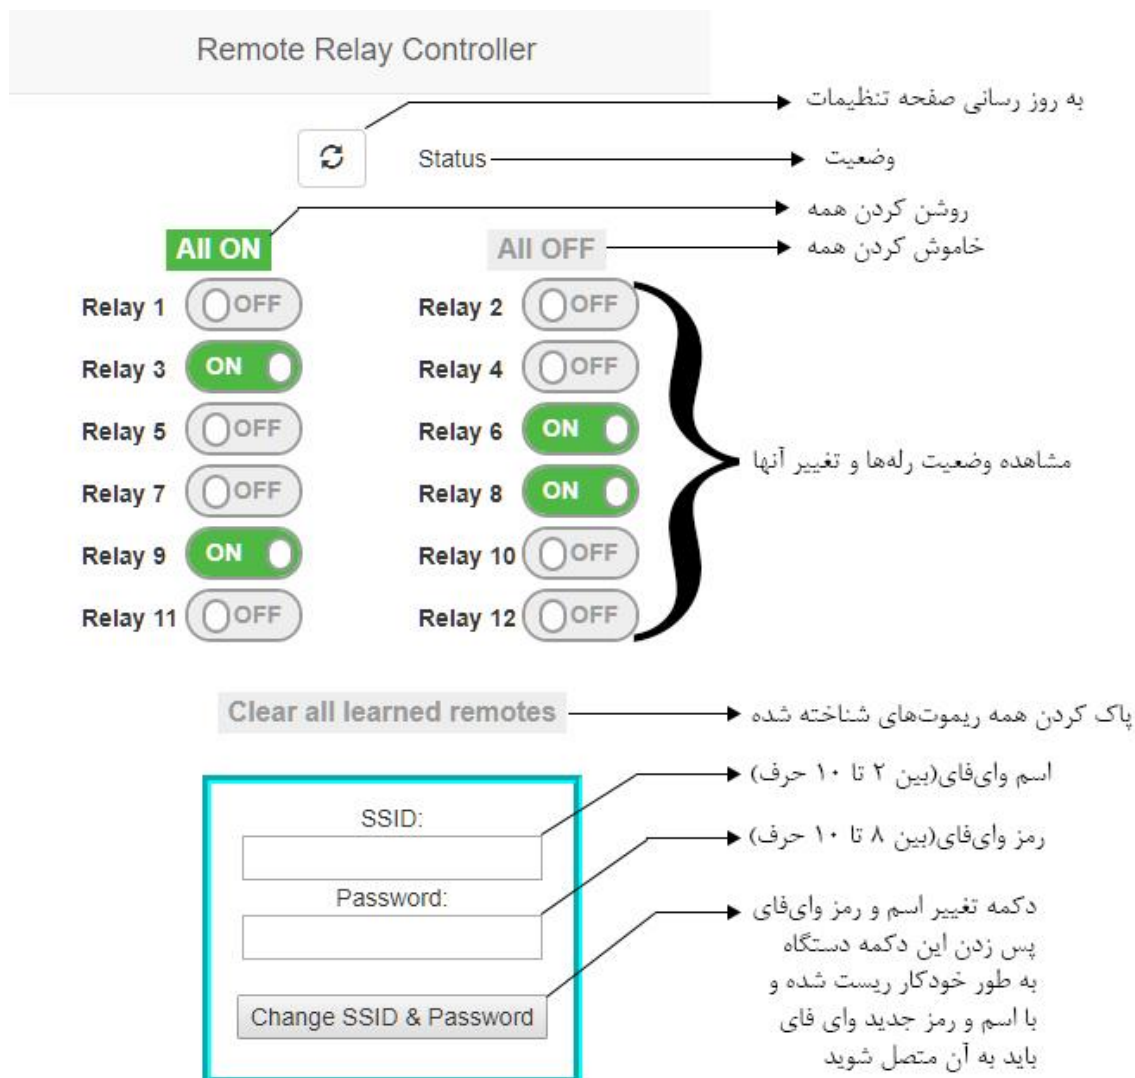 Remote Relay Controller
به روز رسانی صفحه تنظیمات
Status
وضعیت
روشن کردن همه
All ON
All OFF
خاموش کردن همه
Relay 1 OFF
Relay 2 OFF
Relay 3 ON
Relay 4 OFF
Relay 5 OFF
Relay 6 ON
مشاهده وضعیت رله‌ها و تغییر آنها
Relay 7 OFF
Relay 8 ON
Relay 9 ON
Relay 10 OFF
Relay 11 OFF
Relay 12 OFF
Clear all learned remotes
پاک کردن همه ریموت‌های شناخته شده
اسم وای‌فای(بین ۲ تا ۱۰ حرف)
SSID:
رمز وای‌فای(بین ۸ تا ۱۰ حرف)
Password:
دکمه تغییر اسم و رمز وای‌فای
پس زدن این دکمه دستگاه
به طور خودکار ریست شده و
Change SSID & Password
با اسم و رمز جدید وای فای
باید به آن متصل شوید